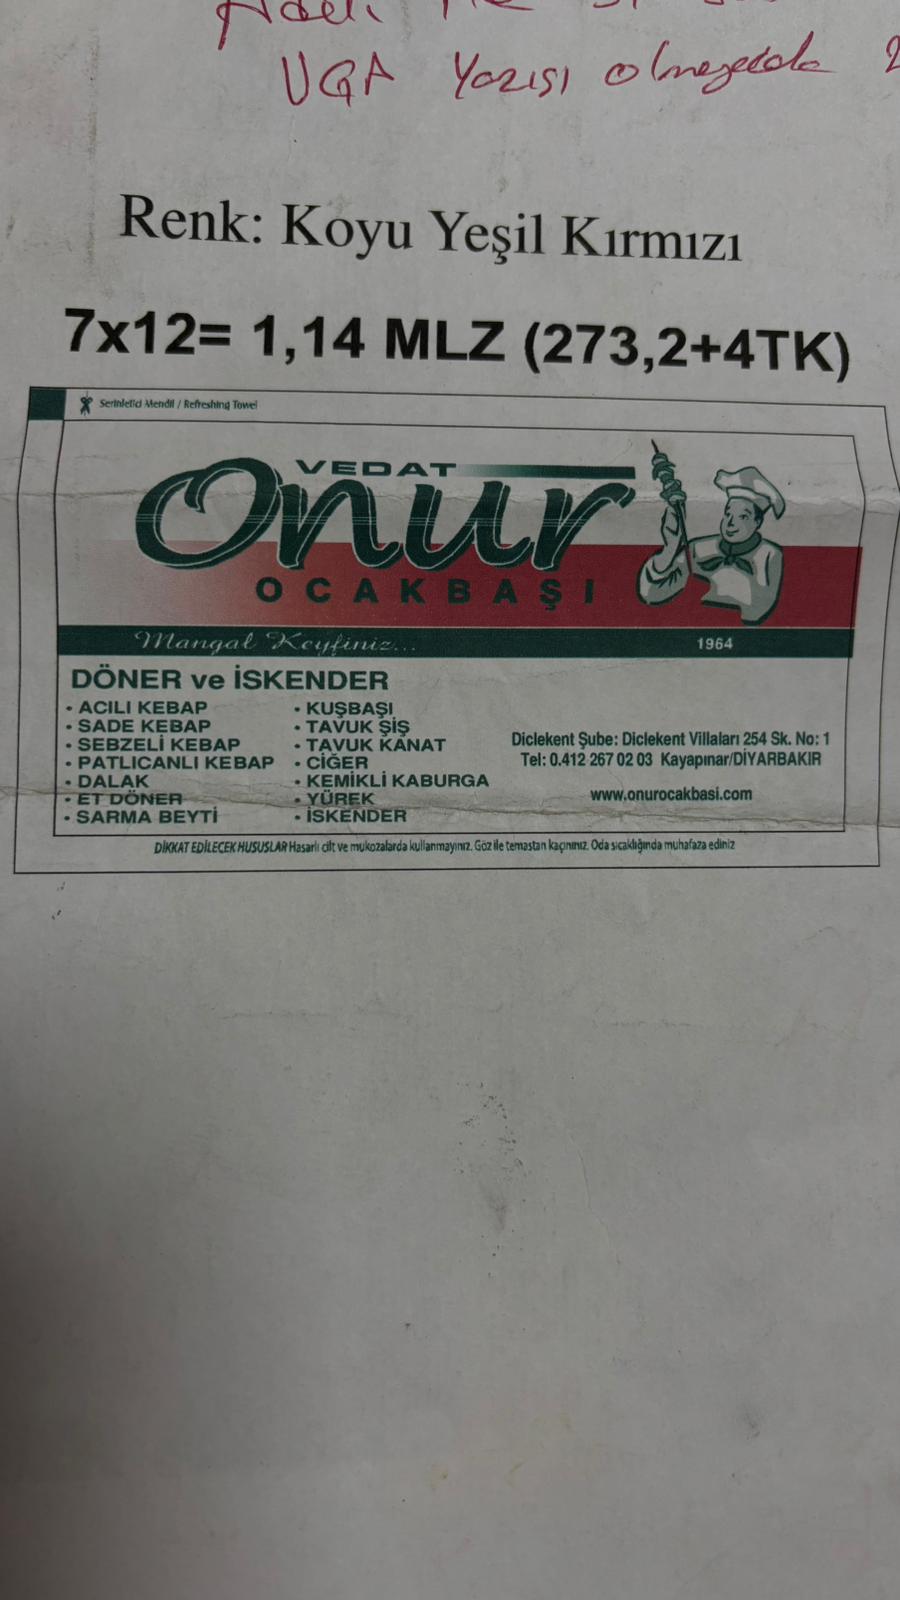 UGA Yazısı olmayacak
Renk: Koyu Yeşil Kırmızı
7x12= 1,14 MLZ (273,2+4TK)
Serinletici Mendil / Refreshing Towel
VEDAT
Onur
OCAKBAŞI
Mangal Keyfiniz...
1964
DÖNER ve İSKENDER
• ACILI KEBAP
• SADE KEBAP
• SEBZELİ KEBAP
• PATLICANLI KEBAP
• DALAK
• ET DÖNER
• SARMA BEYTİ
• KUŞBAŞI
• TAVUK ŞİŞ
• TAVUK KANAT
• CİĞER
• KEMİKLİ KABURGA
• YÜREK
• İSKENDER
Diclekent Şube: Diclekent Villaları 254 Sk. No: 1
Tel: 0.412 267 02 03 Kayapınar/DİYARBAKIR
www.onurocakbasi.com
DİKKAT EDİLECEK HUSUSLAR Hasarlı cilt ve mukozalarda kullanmayınız. Göz ile temastan kaçınınız. Oda sıcaklığında muhafaza ediniz